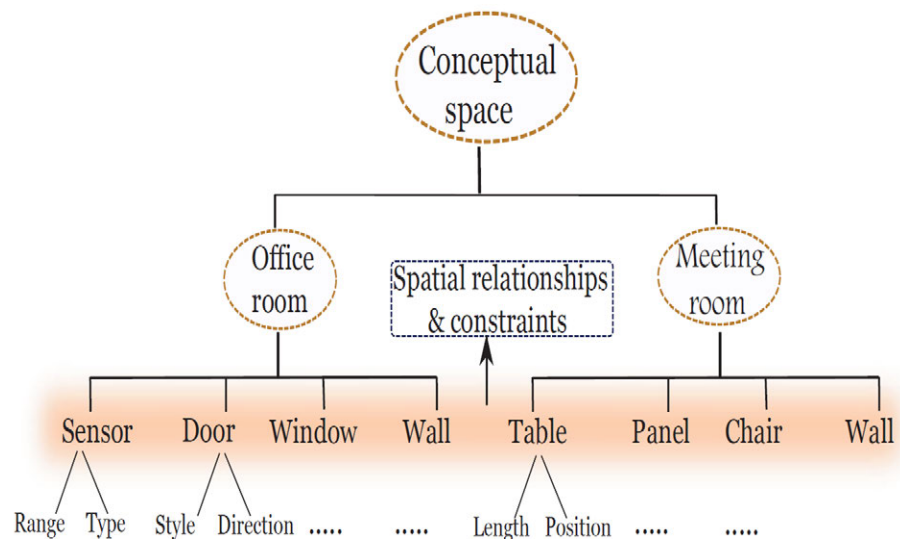 Conceptual
space
Office
room
Spatial relationships
& constraints
Meeting
room
Sensor Door Window Wall Table Panel Chair Wall
Range Type Style Direction ..... ..... Length Position ..... .....